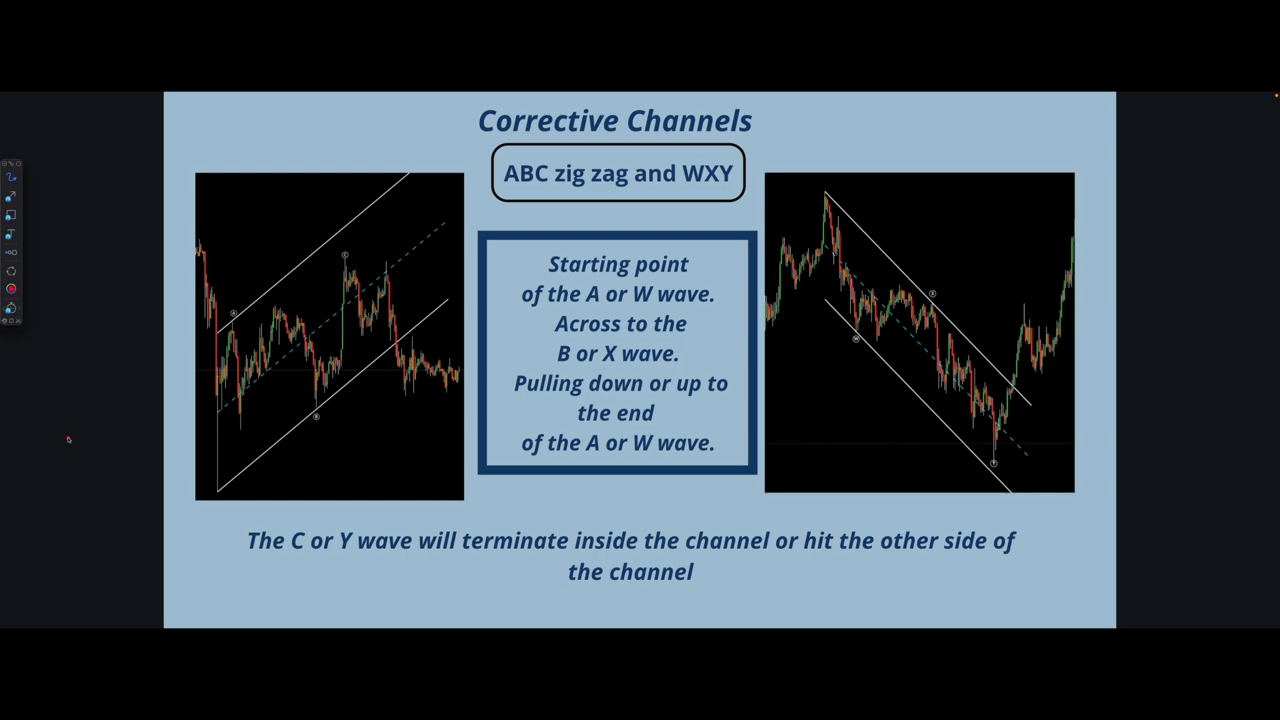 Corrective Channels
ABC zig zag and WXY
Starting point
of the A or W wave.
Across to the
B or X wave.
Pulling down or up to
the end
of the A or W wave.
A
B
C
W
X
Y
The C or Y wave will terminate inside the channel or hit the other side of
the channel